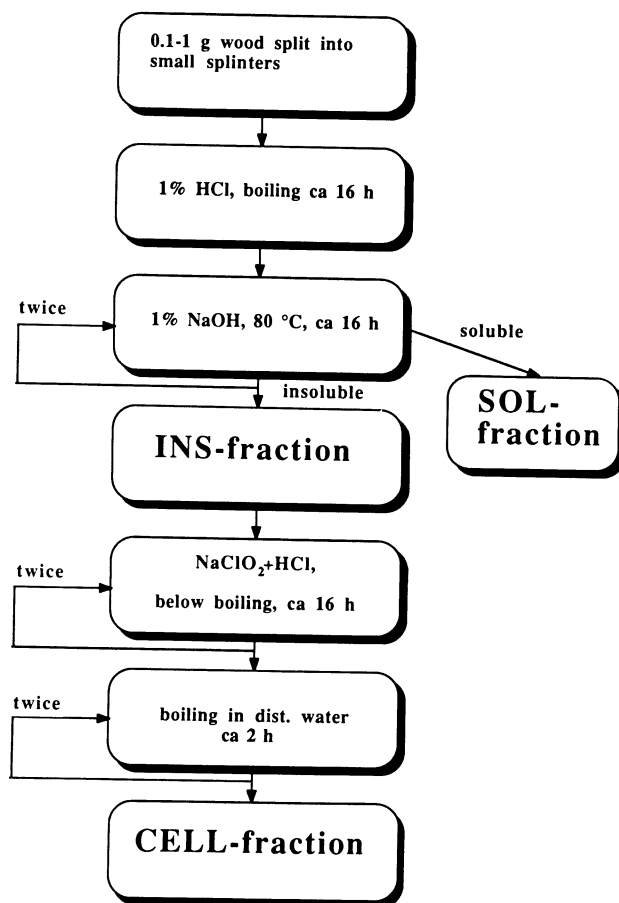 0.1-1 g wood split into
small splinters
1% HCl, boiling ca 16 h
twice
1% NaOH, 80 °C, ca 16 h
soluble
insoluble
SOL-
fraction
INS-fraction
twice
NaClO₂+HCl,
below boiling, ca 16 h
twice
boiling in dist. water
ca 2 h
CELL-fraction